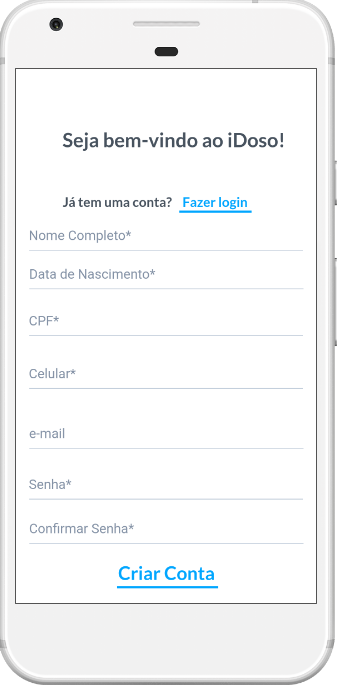 Seja bem-vindo ao iDoso!
Já tem uma conta? Fazer login
Nome Completo*
Data de Nascimento*
CPF*
Celular*
e-mail
Senha*
Confirmar Senha*
Criar Conta